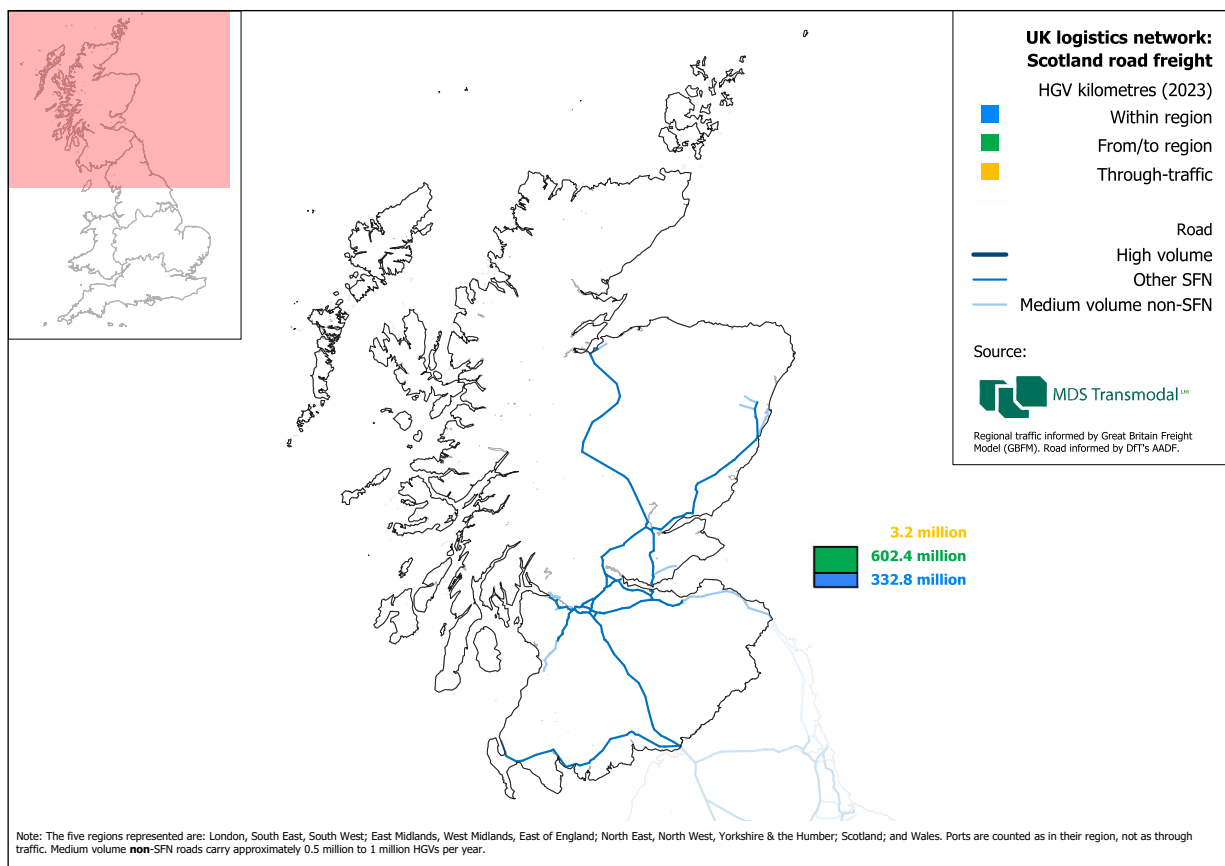 UK logistics network:
Scotland road freight
HGV kilometres (2023)
Within region
From/to region
Through-traffic
Road
High volume
Other SFN
Medium volume non-SFN
Source:
MDS Transmodal Ltd
Regional traffic informed by Great Britain Freight
Model (GBFM). Road informed by DfT's AADF.
3.2 million
602.4 million
332.8 million
Note: The five regions represented are: London, South East, South West; East Midlands, West Midlands, East of England; North East, North West, Yorkshire & the Humber; Scotland; and Wales. Ports are counted as in their region, not as through
traffic. Medium volume non-SFN roads carry approximately 0.5 million to 1 million HGVs per year.